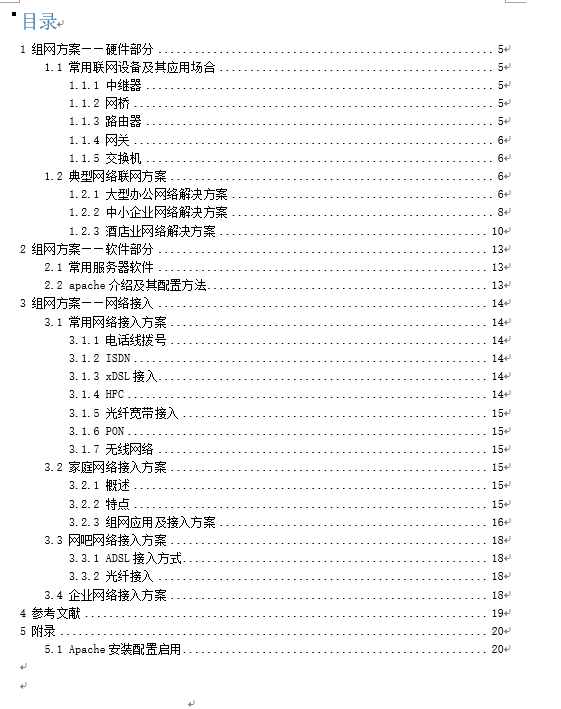 目录
1 组网方案——硬件部分 5
1.1 常用联网设备及其应用场合 5
1.1.1 中继器 5
1.1.2 网桥 5
1.1.3 路由器 5
1.1.4 网关 6
1.1.5 交换机 6
1.2 典型网络联网方案 6
1.2.1 大型办公网络解决方案 6
1.2.2 中小企业网络解决方案 8
1.2.3 酒店业网络解决方案 10
2 组网方案——软件部分 13
2.1 常用服务器软件 13
2.2 apache 介绍及其配置方法 13
3 组网方案——网络接入 14
3.1 常用网络接入方案 14
3.1.1 电话线拨号 14
3.1.2 ISDN 14
3.1.3 xDSL 接入 14
3.1.4 HFC 14
3.1.5 光纤宽带接入 15
3.1.6 PON 15
3.1.7 无线网络 15
3.2 家庭网络接入方案 15
3.2.1 概述 15
3.2.2 特点 15
3.2.3 组网应用及接入方案 16
3.3 网吧网络接入方案 18
3.3.1 ADSL 接入方式 18
3.3.2 光纤接入 18
3.4 企业网络接入方案 18
4 参考文献 19
5 附录 20
5.1 Apache 安装配置启用 20